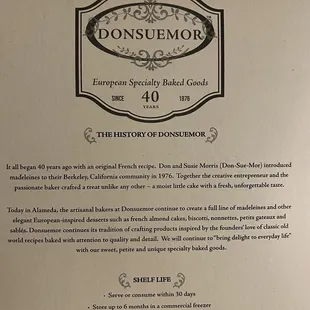 DONSUEMOR
European Specialty Baked Goods
SINCE 40 1976
YEARS
THE HISTORY OF DONSUEMOR
It all began 40 years ago with an original French recipe. Don and Susie Morris (Don-Sue-Mor) introduced
madeleines to their Berkeley, California community in 1976. Together the creative entrepreneur and the
passionate baker crafted a treat unlike any other – a moist little cake with a fresh, unforgettable taste.
Today in Alameda, the artisanal bakers at Donsuemor continue to create a full line of madeleines and other
elegant European-inspired desserts such as french almond cakes, biscotti, nonnettes, petits gateaux and
sablés. Donsuemor continues its tradition of crafting products inspired by the founders' love of classic old
world recipes baked with attention to quality and detail. We will continue to "bring delight to everyday life"
with our sweet, petite and unique specialty baked goods.
SHELF LIFE
· Serve or consume within 30 days
· Store up to 6 months in a commercial freezer